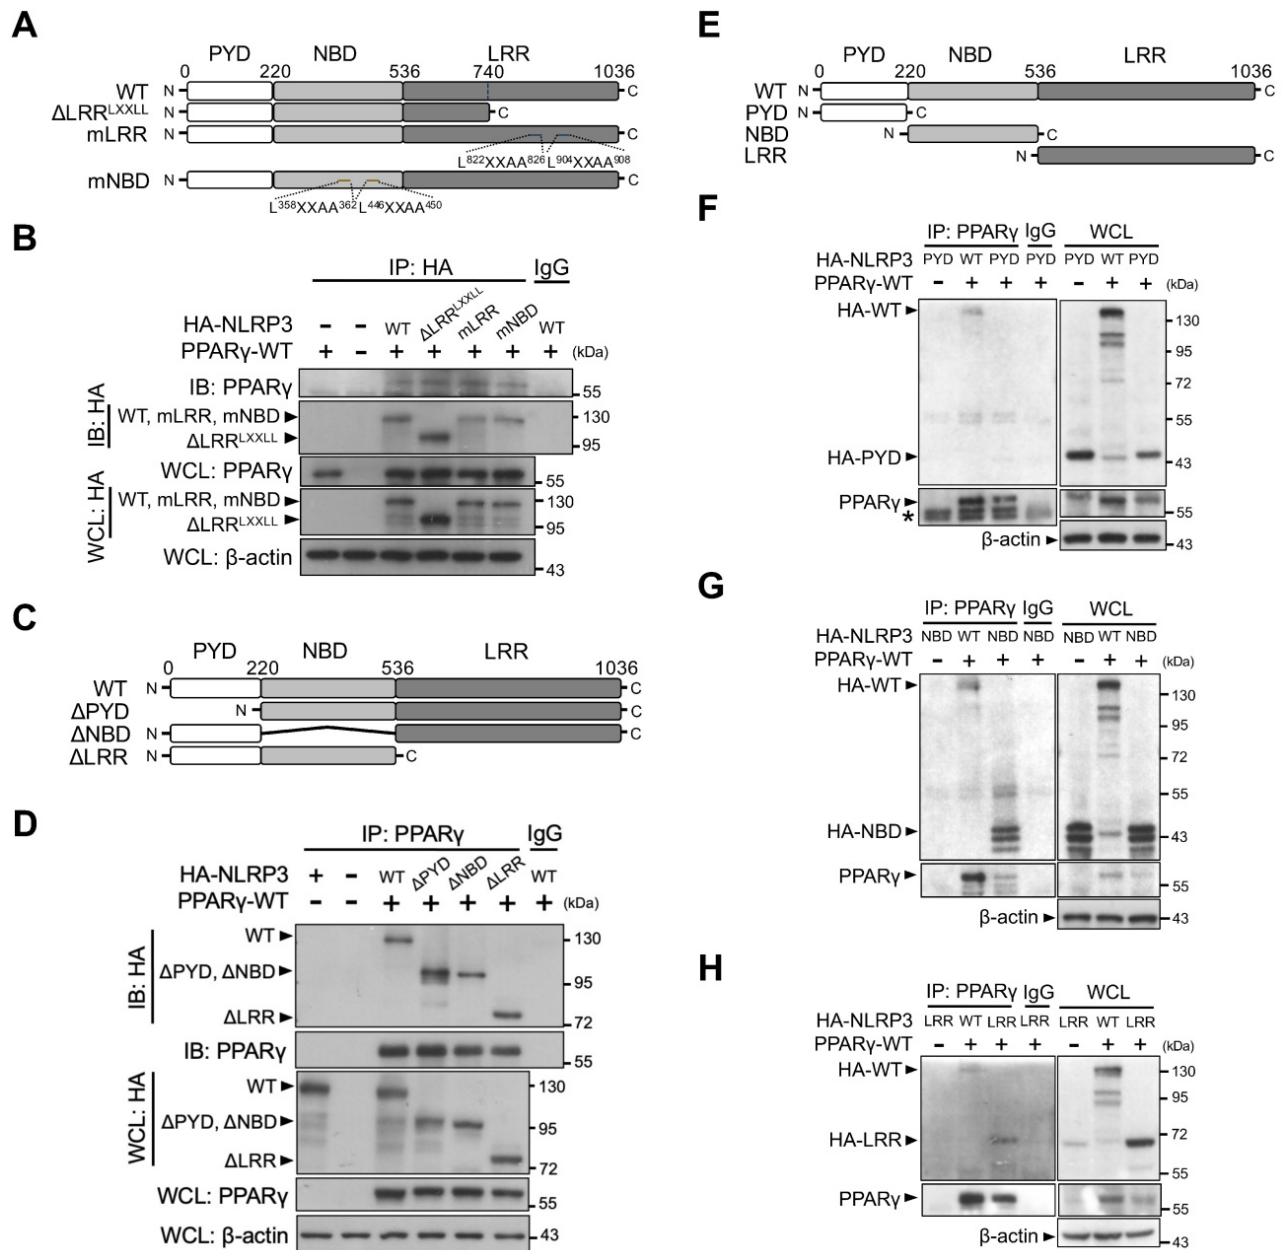 A
PYD NBD LRR
0 220 536 740 1036
WT N C
ΔLRR^LXXLL N C
mLRR N C
L822XXAA826 L904XXAA908
mNBD N C
L358XXAA362 L446XXAA450
B
IP: HA IgG
HA-NLRP3 – – WT ΔLRR^LXXLL mLRR mNBD WT
PPARγ-WT + – + + + + + (kDa)
IB: PPARγ 55
IB: HA
WT, mLRR, mNBD 130
ΔLRR^LXXLL 95
WCL: PPARγ 55
WCL: HA
WT, mLRR, mNBD 130
ΔLRR^LXXLL 95
WCL: β-actin 43
C
PYD NBD LRR
0 220 536 1036
WT N C
ΔPYD N C
ΔNBD N C
ΔLRR N C
D
IP: PPARγ IgG
HA-NLRP3 + – WT ΔPYD ΔNBD ΔLRR WT
PPARγ-WT – – + + + + + (kDa)
IB: HA
WT 130
ΔPYD, ΔNBD 95
ΔLRR 72
IB: PPARγ 55
WCL: HA
WT 130
ΔPYD, ΔNBD 95
ΔLRR 72
WCL: PPARγ 55
WCL: β-actin 43
E
PYD NBD LRR
0 220 536 1036
WT N C
PYD N C
NBD N C
LRR N C
F
IP: PPARγ IgG WCL
HA-NLRP3 PYD WT PYD PYD PYD WT PYD
PPARγ-WT – + + + – + + (kDa)
HA-WT 130
95
72
55
HA-PYD 43
PPARγ 55
*
β-actin 43
G
IP: PPARγ IgG WCL
HA-NLRP3 NBD WT NBD NBD NBD WT NBD
PPARγ-WT – + + + – + + (kDa)
HA-WT 130
95
72
55
HA-NBD 43
PPARγ 55
β-actin 43
H
IP: PPARγ IgG WCL
HA-NLRP3 LRR WT LRR LRR LRR WT LRR
PPARγ-WT – + + + – + + (kDa)
HA-WT 130
95
HA-LRR 72
55
PPARγ 55
β-actin 43